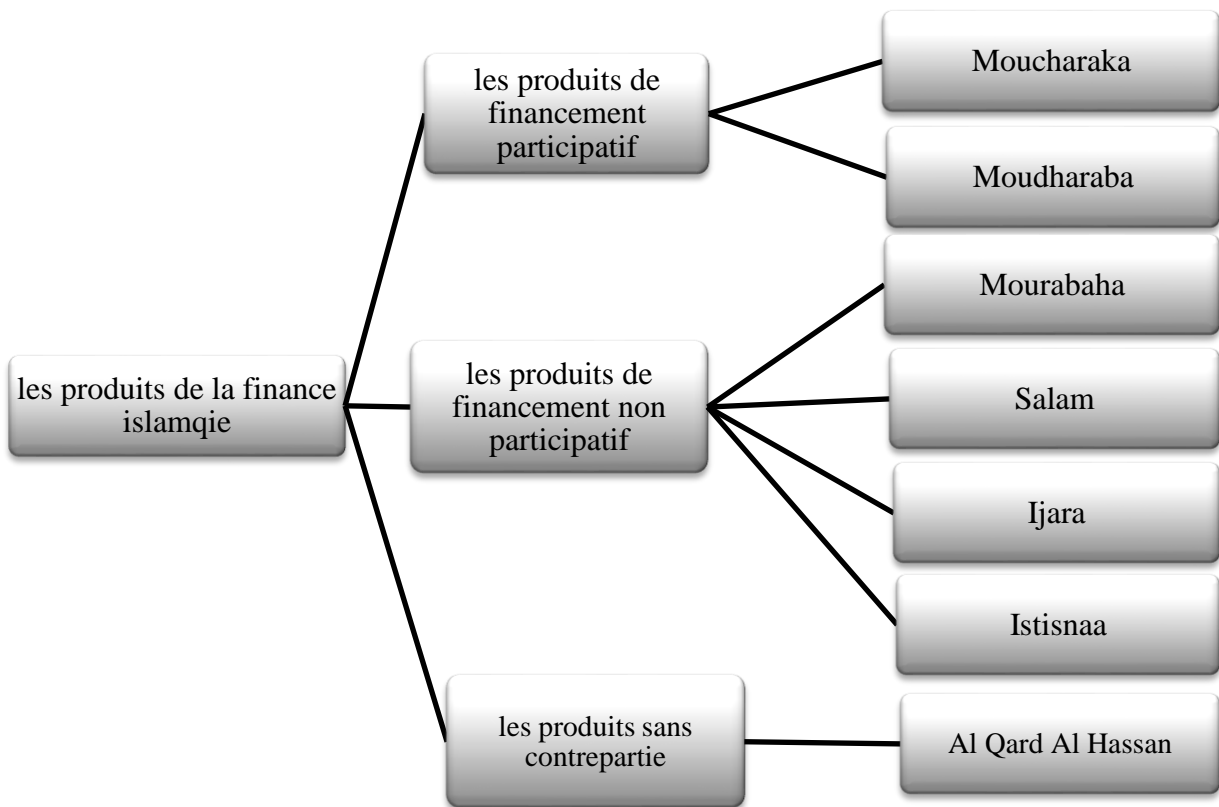 les produits de la finance
islamqie
les produits de
financement
participatif
Moucharaka
Moudharaba
les produits de
financement non
participatif
Mourabaha
Salam
Ijara
Istisnaa
les produits sans
contrepartie
Al Qard Al Hassan